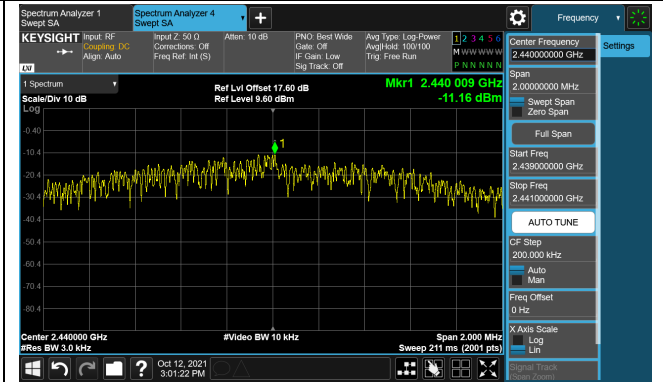 Spectrum Analyzer 1
Swept SA
Spectrum Analyzer 4
Swept SA
+
Frequency
KEYSIGHT
Input: RF
Coupling: DC
Align: Auto
Input Z: 50 Ω
Corrections: Off
Freq Ref: Int (S)
Atten: 10 dB
PNO: Best Wide
Gate: Off
IF Gain: Low
Sig Track: Off
Avg Type: Log-Power
Avg|Hold: 100/100
Trig: Free Run
1 2 3 4 5 6
M W W W W W
P N N N N N
LXI
Center Frequency
2.440000000 GHz
Settings
Span
2.00000000 MHz
Swept Span
Zero Span
Full Span
Start Freq
2.439000000 GHz
Stop Freq
2.441000000 GHz
AUTO TUNE
CF Step
200.000 kHz
Auto
Man
Freq Offset
0 Hz
X Axis Scale
Log
Lin
Signal Track
(Span Zoom)
1 Spectrum
Scale/Div 10 dB
Log
Ref Lvl Offset 17.60 dB
Ref Level 9.60 dBm
Mkr1 2.440 009 GHz
-11.16 dBm
1
-0.40
-10.4
-20.4
-30.4
-40.4
-50.4
-60.4
-70.4
-80.4
Center 2.440000 GHz
#Res BW 3.0 kHz
#Video BW 10 kHz
Span 2.000 MHz
Sweep 211 ms (2001 pts)
?
Oct 12, 2021
3:01:22 PM